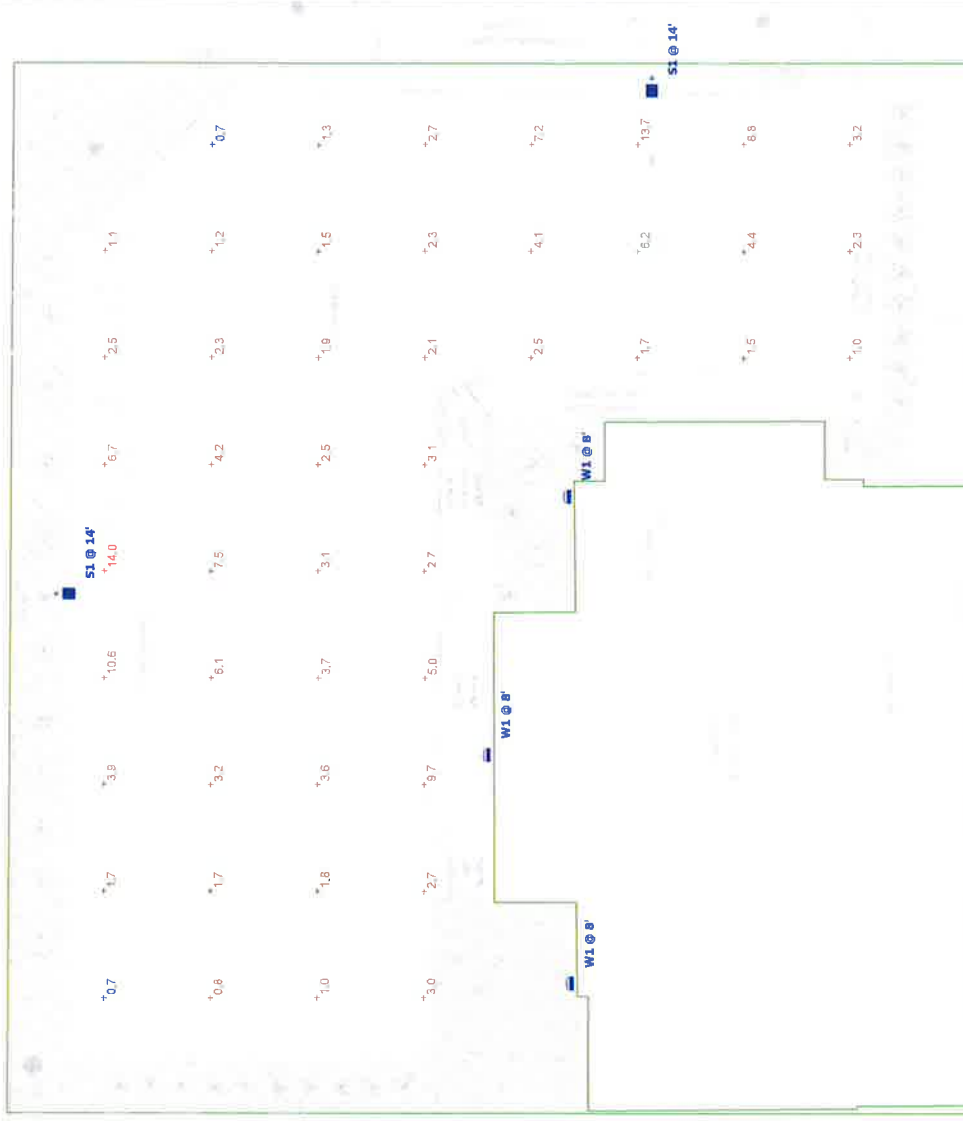 S1 @ 14'
+0.7 +1.7 +3.9 +10.6 +14.0 +6.7 +2.5 +1.1
+0.8 +1.7 +3.2 +6.1 +7.5 +4.2 +2.3 +1.2 +0.7
+1.0 +1.8 +3.6 +3.7 +3.1 +2.5 +1.9 +1.5 +1.3
+3.0 +2.7 +9.7 +5.0 +2.7 +3.1 +2.1 +2.3 +2.7
W1 @ 8'
+2.5 +4.1 +7.2
W1 @ 8' W1 @ 8'
+1.7 +6.2 +13.7
S1 @ 14'
+1.5 +4.4 +8.8
+1.0 +2.3 +3.2